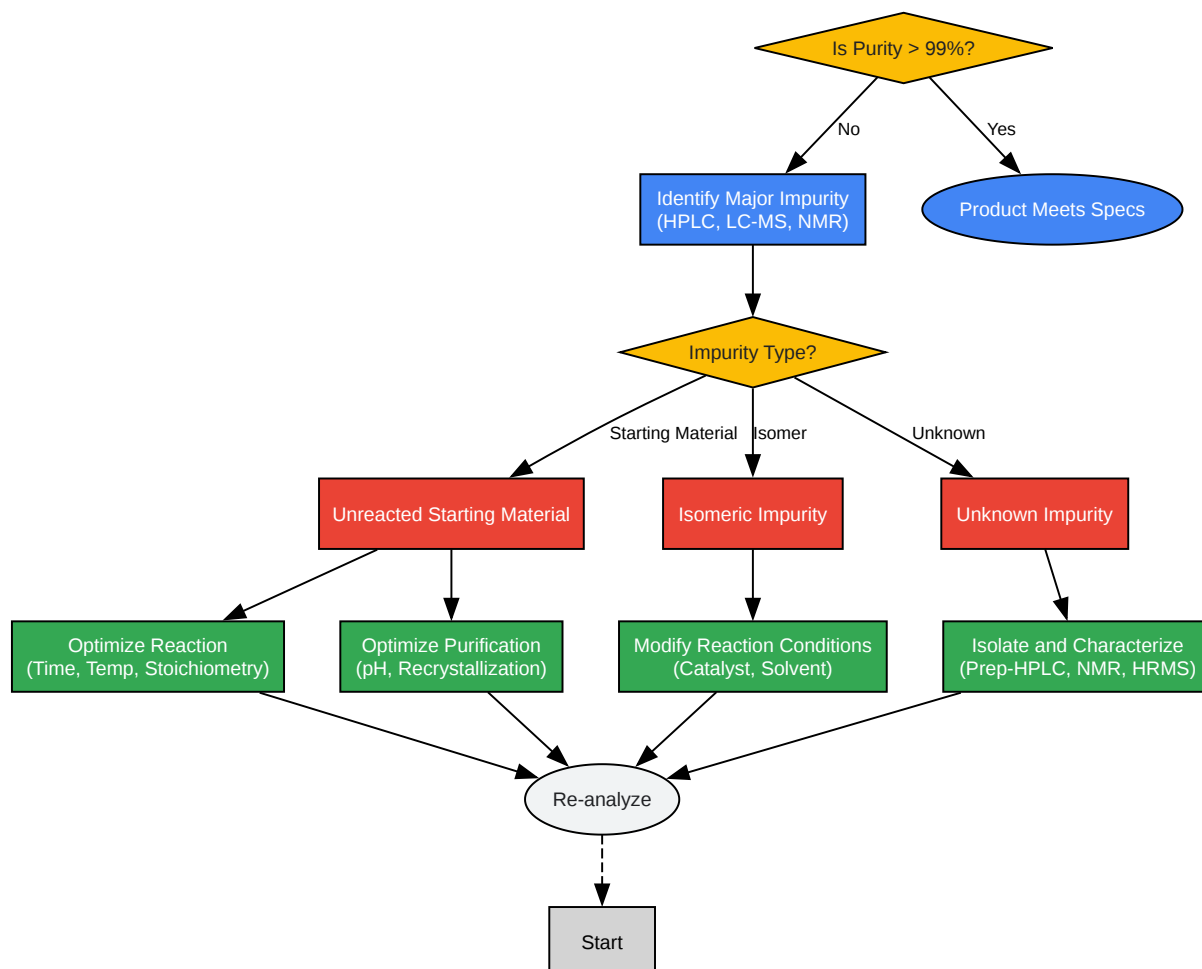 Is Purity > 99%?
No
Yes
Identify Major Impurity
(HPLC, LC-MS, NMR)
Product Meets Specs
Impurity Type?
Starting Material
Isomer
Unknown
Unreacted Starting Material
Isomeric Impurity
Unknown Impurity
Optimize Reaction
(Time, Temp, Stoichiometry)
Optimize Purification
(pH, Recrystallization)
Modify Reaction Conditions
(Catalyst, Solvent)
Isolate and Characterize
(Prep-HPLC, NMR, HRMS)
Re-analyze
Start